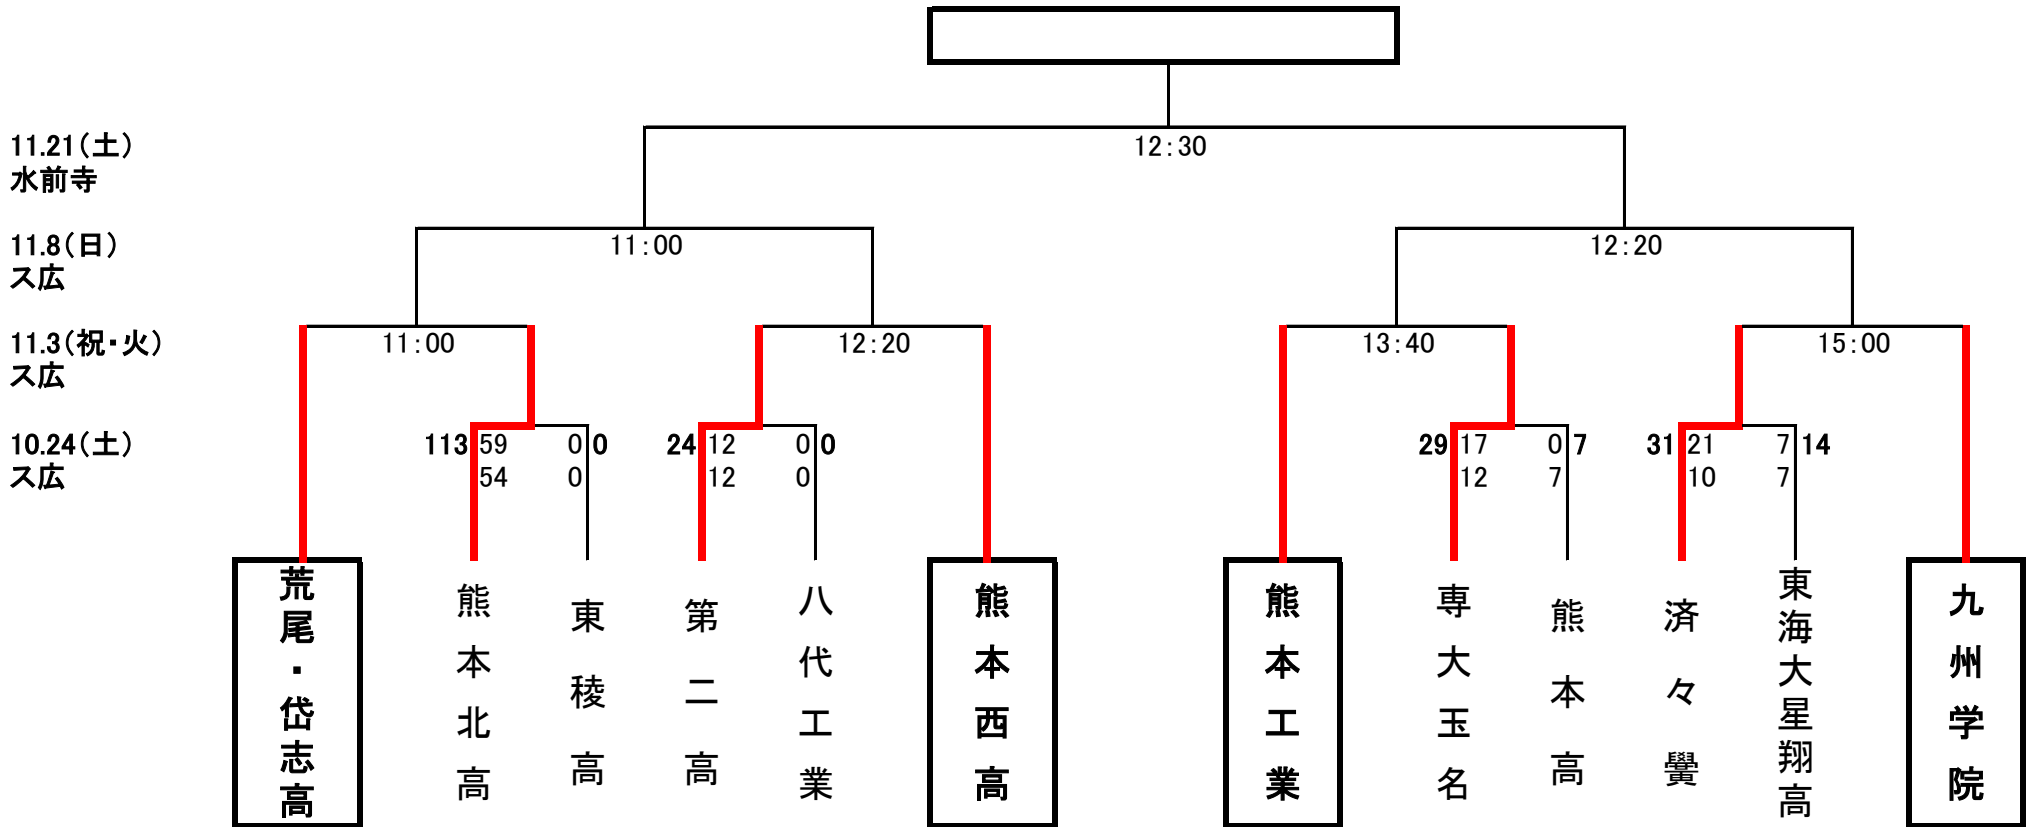 11.21(土)
水前寺
12:30
11.8(日)
ス広
11:00
12:20
11.3(祝・火)
ス広
11:00
12:20
13:40
15:00
10.24(土)
ス広
113 59 0 0
54 0
24 12 0 0
12 0
29 17 0 7
12 7
31 21 7 14
10 7
荒尾・岱志高
熊本北高
東稜高
第二高
八代工業
熊本西高
熊本工業
専大玉名
熊本高
済々黌
東海大星翔高
九州学院